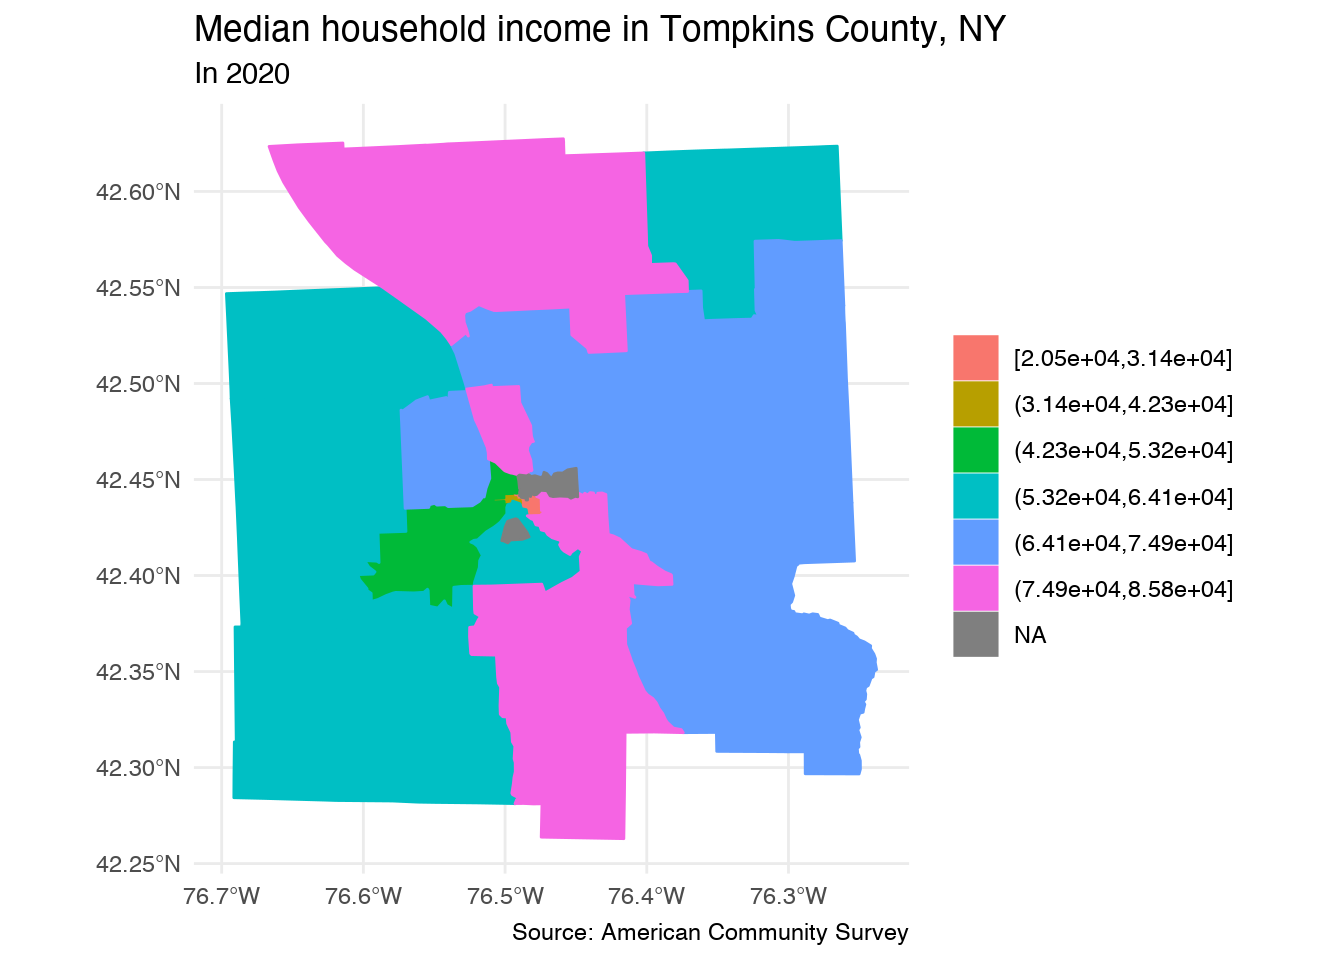 Median household income in Tompkins County, NY
In 2020
42.60°N
42.55°N
42.50°N
42.45°N
42.40°N
42.35°N
42.30°N
42.25°N
76.7°W
76.6°W
76.5°W
76.4°W
76.3°W
[2.05e+04,3.14e+04]
(3.14e+04,4.23e+04]
(4.23e+04,5.32e+04]
(5.32e+04,6.41e+04]
(6.41e+04,7.49e+04]
(7.49e+04,8.58e+04]
NA
Source: American Community Survey